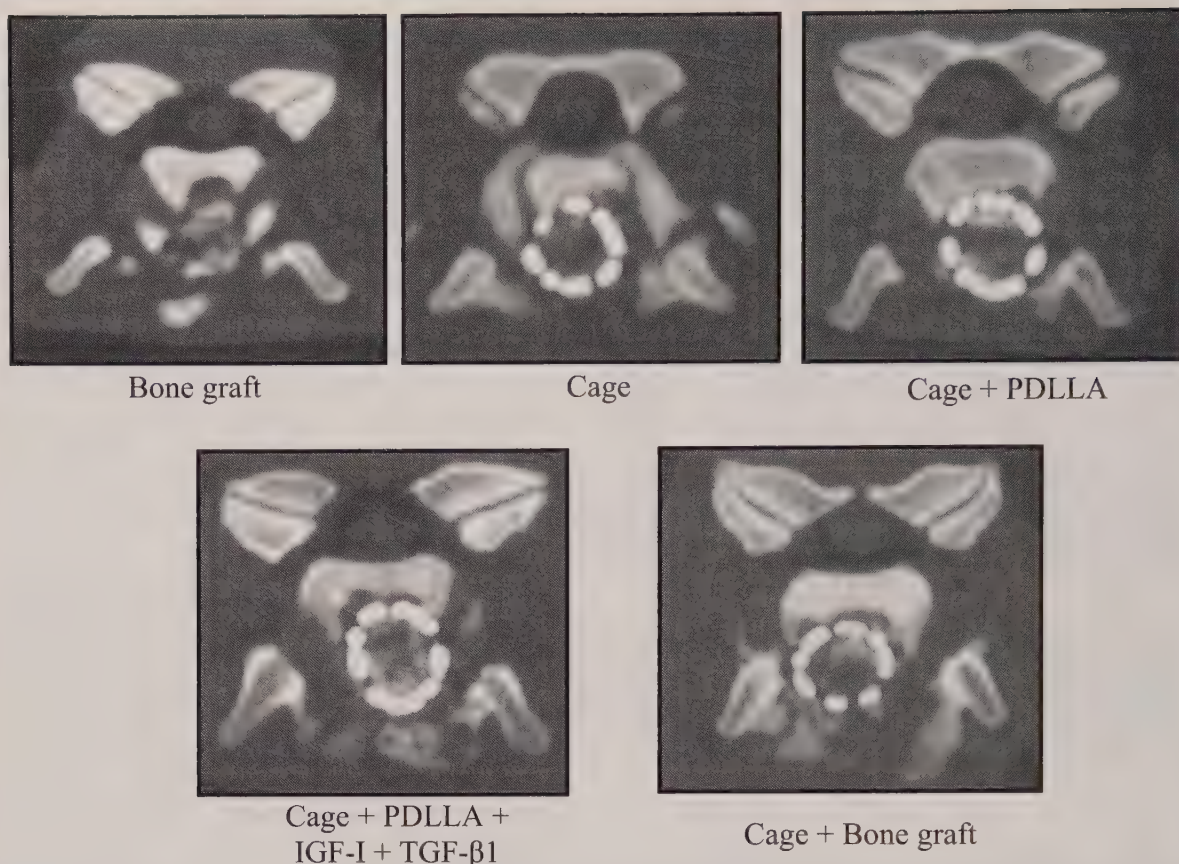 Bone graft
Cage
Cage + PDLLA
Cage + PDLLA +
IGF-I + TGF-β1
Cage + Bone graft